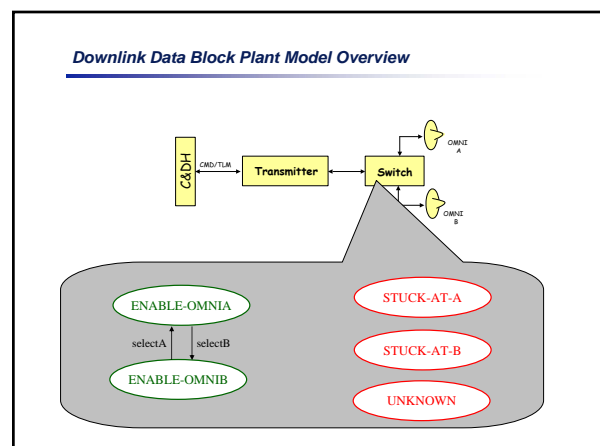 Downlink Data Block Plant Model Overview
C&DH
CMD/TLM
Transmitter
Switch
OMNI
A
OMNI
B
ENABLE-OMNIA
selectA
selectB
ENABLE-OMNIB
STUCK-AT-A
STUCK-AT-B
UNKNOWN